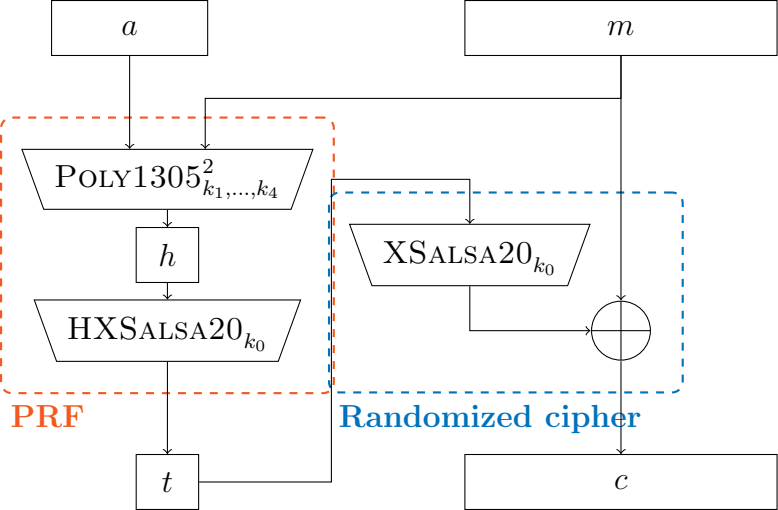 a
m
Poly1305²ₖ₁,...,ₖ₄
h
XSalsa20ₖ₀
HXSalsa20ₖ₀
PRF
Randomized cipher
t
c